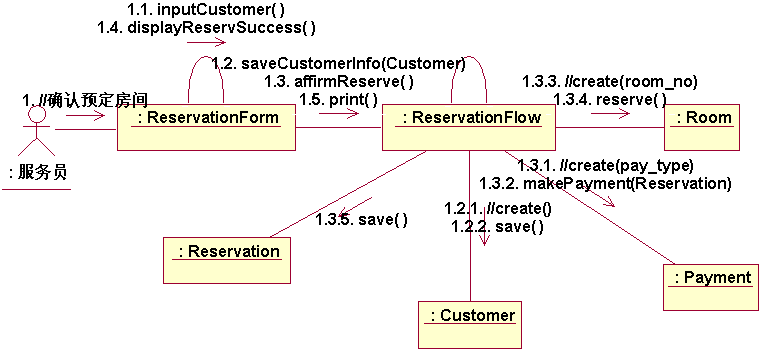 1.1. inputCustomer( )
1.4. displayReservSuccess( )
1.2. saveCustomerInfo(Customer)
1.3. affirmReserve( )
1.5. print( )
1.3.3. //create(room_no)
1.3.4. reserve( )
1. //确认预定房间
: ReservationForm
: ReservationFlow
: Room
: 服务员
1.3.1. //create(pay_type)
1.3.2. makePayment(Reservation)
1.3.5. save( )
1.2.1. //create()
1.2.2. save( )
: Reservation
: Payment
: Customer